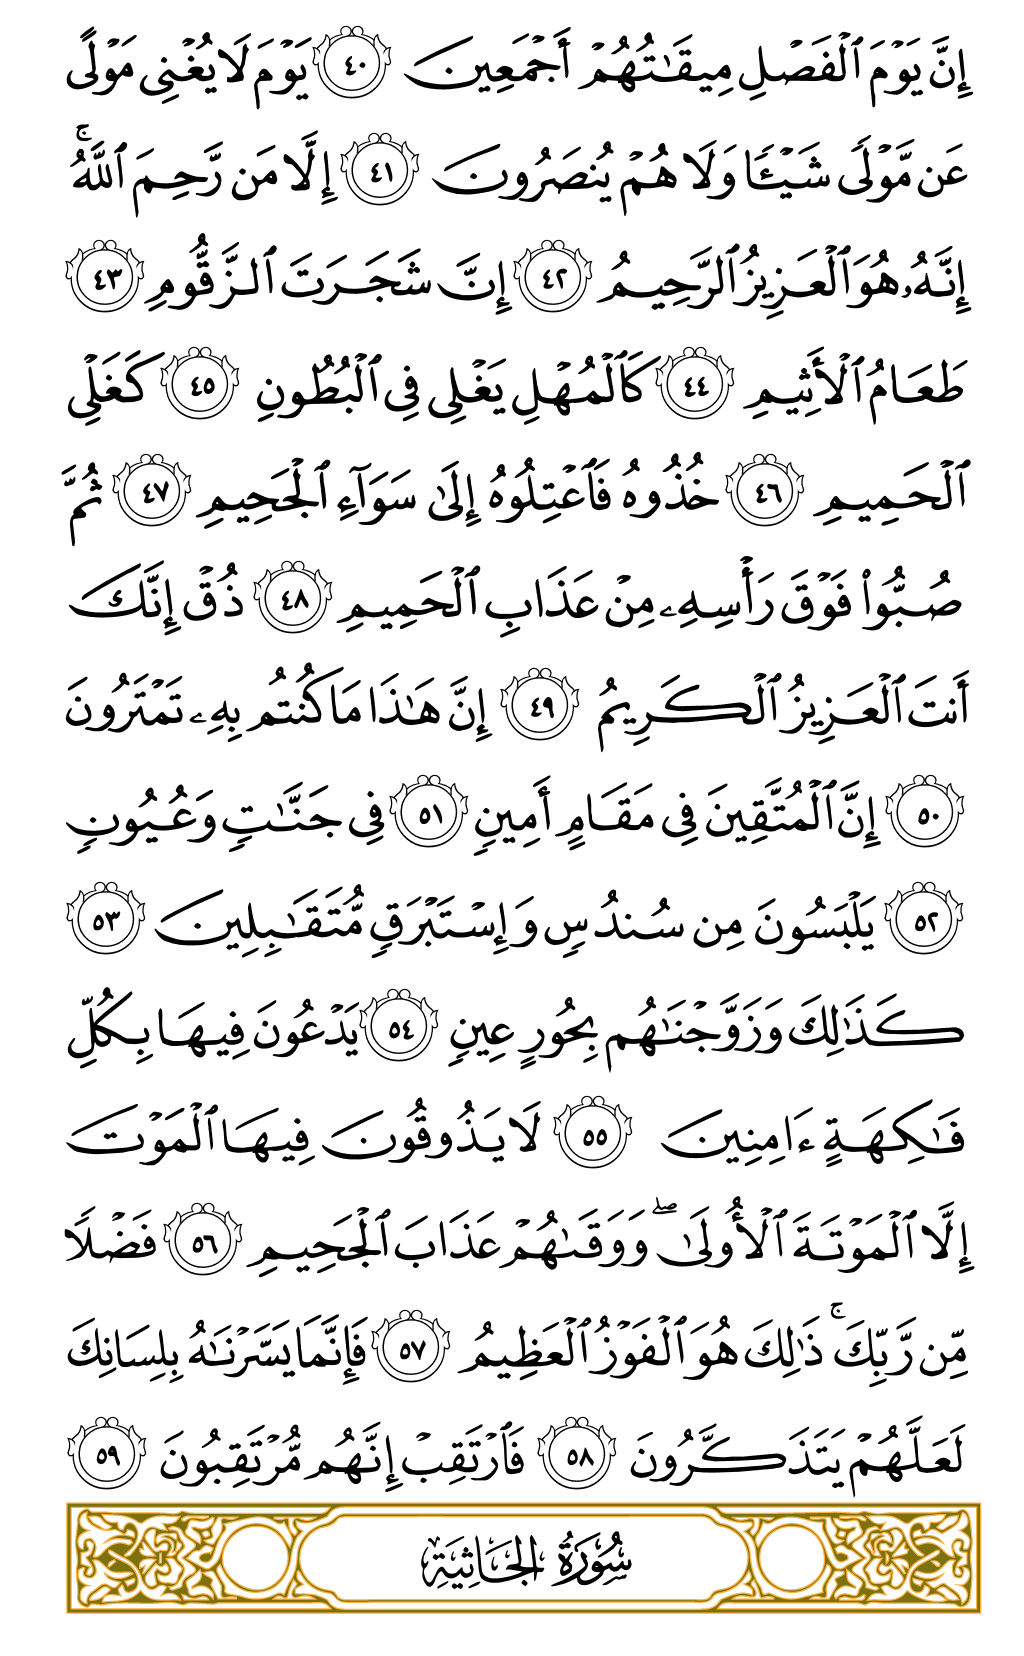 إِنَّ يَوْمَ ٱلْفَصْلِ مِيقَٰتُهُمْ أَجْمَعِينَ ٤٠ يَوْمَ لَا يُغْنِى مَوْلًى
عَن مَّوْلًى شَيْـًٔا وَلَا هُمْ يُنصَرُونَ ٤١ إِلَّا مَن رَّحِمَ ٱللَّهُ ۚ
إِنَّهُۥ هُوَ ٱلْعَزِيزُ ٱلرَّحِيمُ ٤٢ إِنَّ شَجَرَتَ ٱلزَّقُّومِ ٤٣
طَعَامُ ٱلْأَثِيمِ ٤٤ كَٱلْمُهْلِ يَغْلِى فِى ٱلْبُطُونِ ٤٥ كَغَلْىِ
ٱلْحَمِيمِ ٤٦ خُذُوهُ فَٱعْتِلُوهُ إِلَىٰ سَوَآءِ ٱلْجَحِيمِ ٤٧ ثُمَّ
صُبُّوا۟ فَوْقَ رَأْسِهِۦ مِنْ عَذَابِ ٱلْحَمِيمِ ٤٨ ذُقْ إِنَّكَ
أَنتَ ٱلْعَزِيزُ ٱلْكَرِيمُ ٤٩ إِنَّ هَٰذَا مَا كُنتُم بِهِۦ تَمْتَرُونَ
٥٠ إِنَّ ٱلْمُتَّقِينَ فِى مَقَامٍ أَمِينٍ ٥١ فِى جَنَّٰتٍ وَعُيُونٍ
٥٢ يَلْبَسُونَ مِن سُندُسٍ وَإِسْتَبْرَقٍ مُّتَقَٰبِلِينَ ٥٣
كَذَٰلِكَ وَزَوَّجْنَٰهُم بِحُورٍ عِينٍ ٥٤ يَدْعُونَ فِيهَا بِكُلِّ
فَٰكِهَةٍ ءَامِنِينَ ٥٥ لَا يَذُوقُونَ فِيهَا ٱلْمَوْتَ
إِلَّا ٱلْمَوْتَةَ ٱلْأُولَىٰ ۖ وَوَقَىٰهُمْ عَذَابَ ٱلْجَحِيمِ ٥٦ فَضْلًا
مِّن رَّبِّكَ ۚ ذَٰلِكَ هُوَ ٱلْفَوْزُ ٱلْعَظِيمُ ٥٧ فَإِنَّمَا يَسَّرْنَٰهُ بِلِسَانِكَ
لَعَلَّهُمْ يَتَذَكَّرُونَ ٥٨ فَٱرْتَقِبْ إِنَّهُم مُّرْتَقِبُونَ ٥٩
سُورَةُ الجَاثِيَةِ